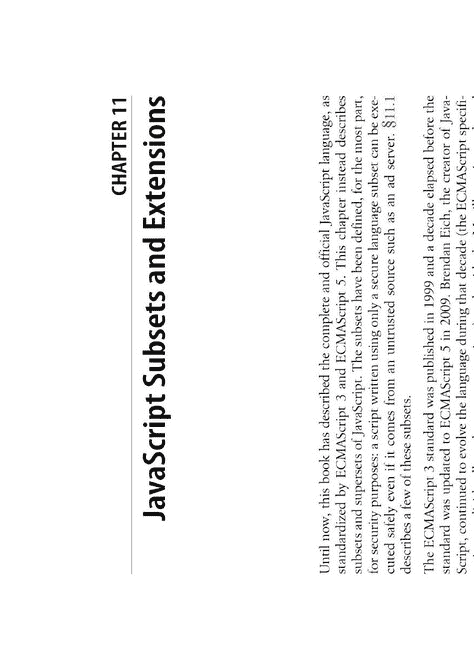 CHAPTER 11
JavaScript Subsets and Extensions
Until now, this book has described the complete and official JavaScript language, as
standardized by ECMAScript 3 and ECMAScript 5. This chapter instead describes
subsets and supersets of JavaScript. The subsets have been defined, for the most part,
for security purposes: a script written using only a secure language subset can be exe-
cuted safely even if it comes from an untrusted source such as an ad server. §11.1
describes a few of these subsets.
The ECMAScript 3 standard was published in 1999 and a decade elapsed before the
standard was updated to ECMAScript 5 in 2009. Brendan Eich, the creator of Java-
Script, continued to evolve the language during that decade (the ECMAScript specifi-